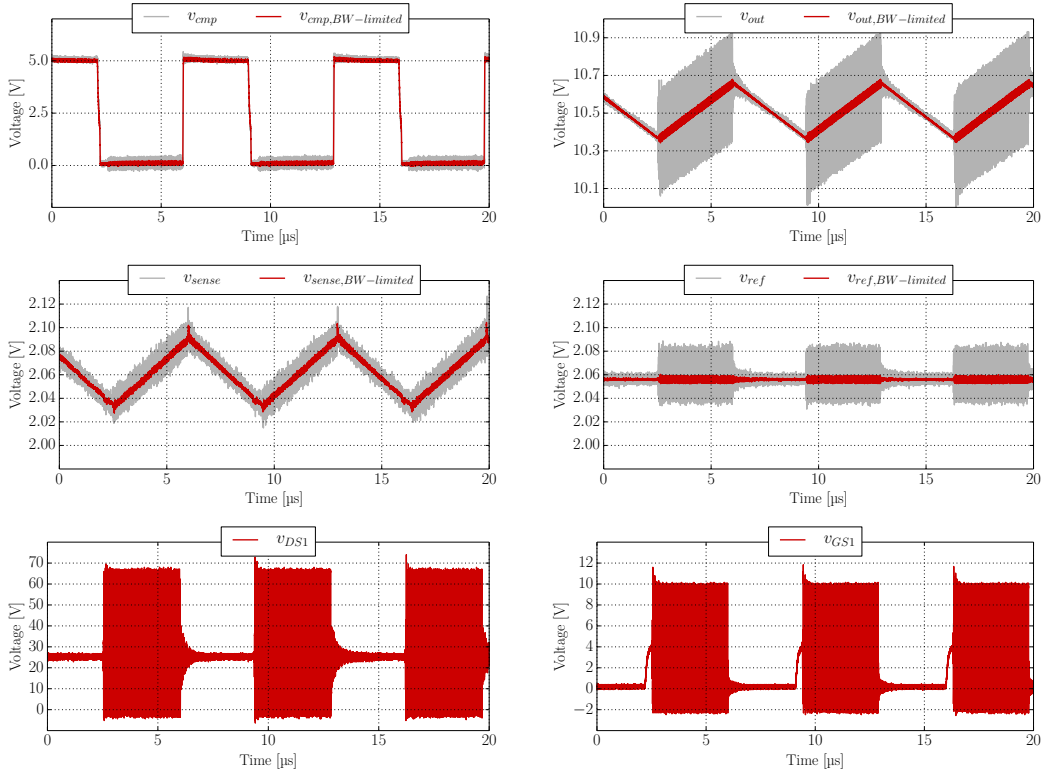 v_cmp v_cmp,BW−limited
Voltage [V]
5.0
2.5
0.0
0 5 10 15 20
Time [µs]
v_out v_out,BW−limited
Voltage [V]
10.9
10.7
10.5
10.3
10.1
0 5 10 15 20
Time [µs]
v_sense v_sense,BW−limited
Voltage [V]
2.12
2.10
2.08
2.06
2.04
2.02
2.00
0 5 10 15 20
Time [µs]
v_ref v_ref,BW−limited
Voltage [V]
2.12
2.10
2.08
2.06
2.04
2.02
2.00
0 5 10 15 20
Time [µs]
v_DS1
Voltage [V]
70
60
50
40
30
20
10
0
0 5 10 15 20
Time [µs]
v_GS1
Voltage [V]
12
10
8
6
4
2
0
−2
0 5 10 15 20
Time [µs]